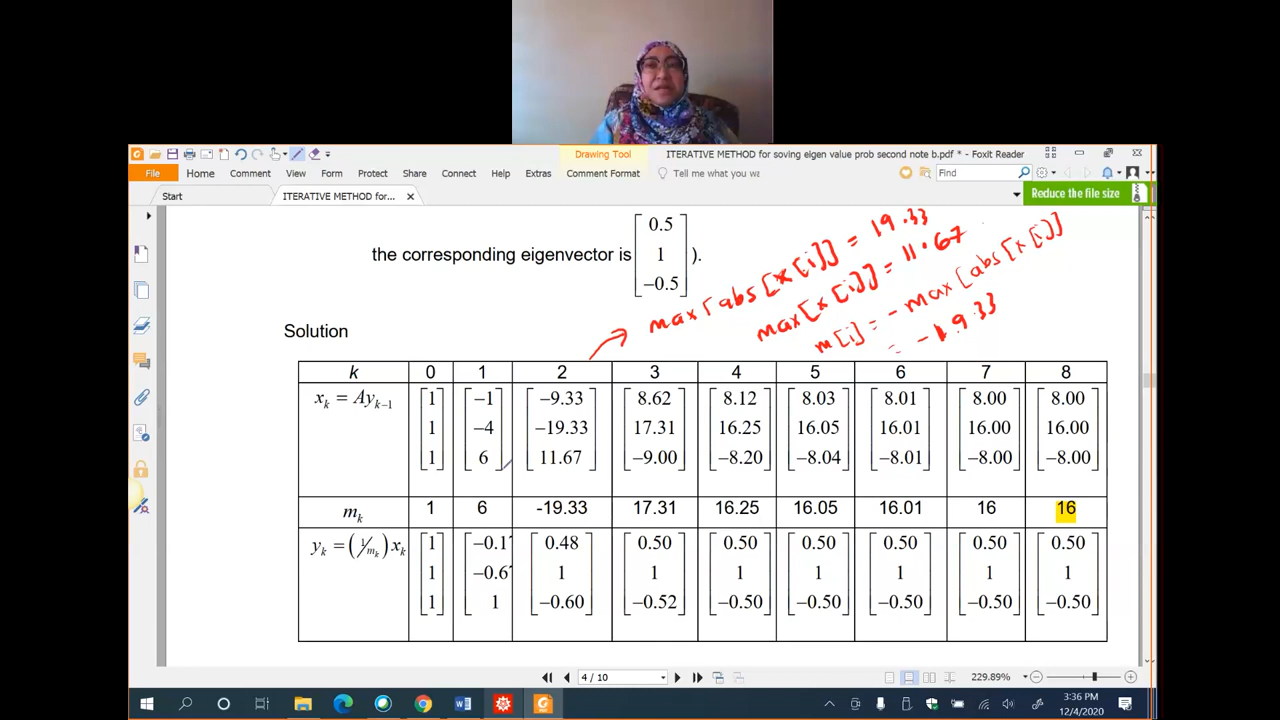 Drawing Tool
ITERATIVE METHOD for soving eigen value prob second note b.pdf * - Foxit Reader
File Home Comment View Form Protect Share Connect Help Extras Comment Format Tell me what you wa Find
Start ITERATIVE METHOD for... Reduce the file size
the corresponding eigenvector is [0.5 1 −0.5]).
max[abs[x[i]] = 19.33
max[x[i]] = 11.67
m[i] = - max[abs[x[i]]
= -19.33
Solution
k 0 1 2 3 4 5 6 7 8
x_k = Ay_{k−1} [1 −1 −9.33 8.62 8.12 8.03 8.01 8.00 8.00
1 −4 −19.33 17.31 16.25 16.05 16.01 16.00 16.00
1 6 11.67 −9.00 −8.20 −8.04 −8.01 −8.00 −8.00]
m_k 1 6 -19.33 17.31 16.25 16.05 16.01 16 16
y_k = (1/m_k) x_k [1 −0.1 0.48 0.50 0.50 0.50 0.50 0.50 0.50
1 −0.6 1 1 1 1 1 1 1
1 1 −0.60 −0.52 −0.50 −0.50 −0.50 −0.50 −0.50]
4 / 10
229.89%
3:36 PM
12/4/2020